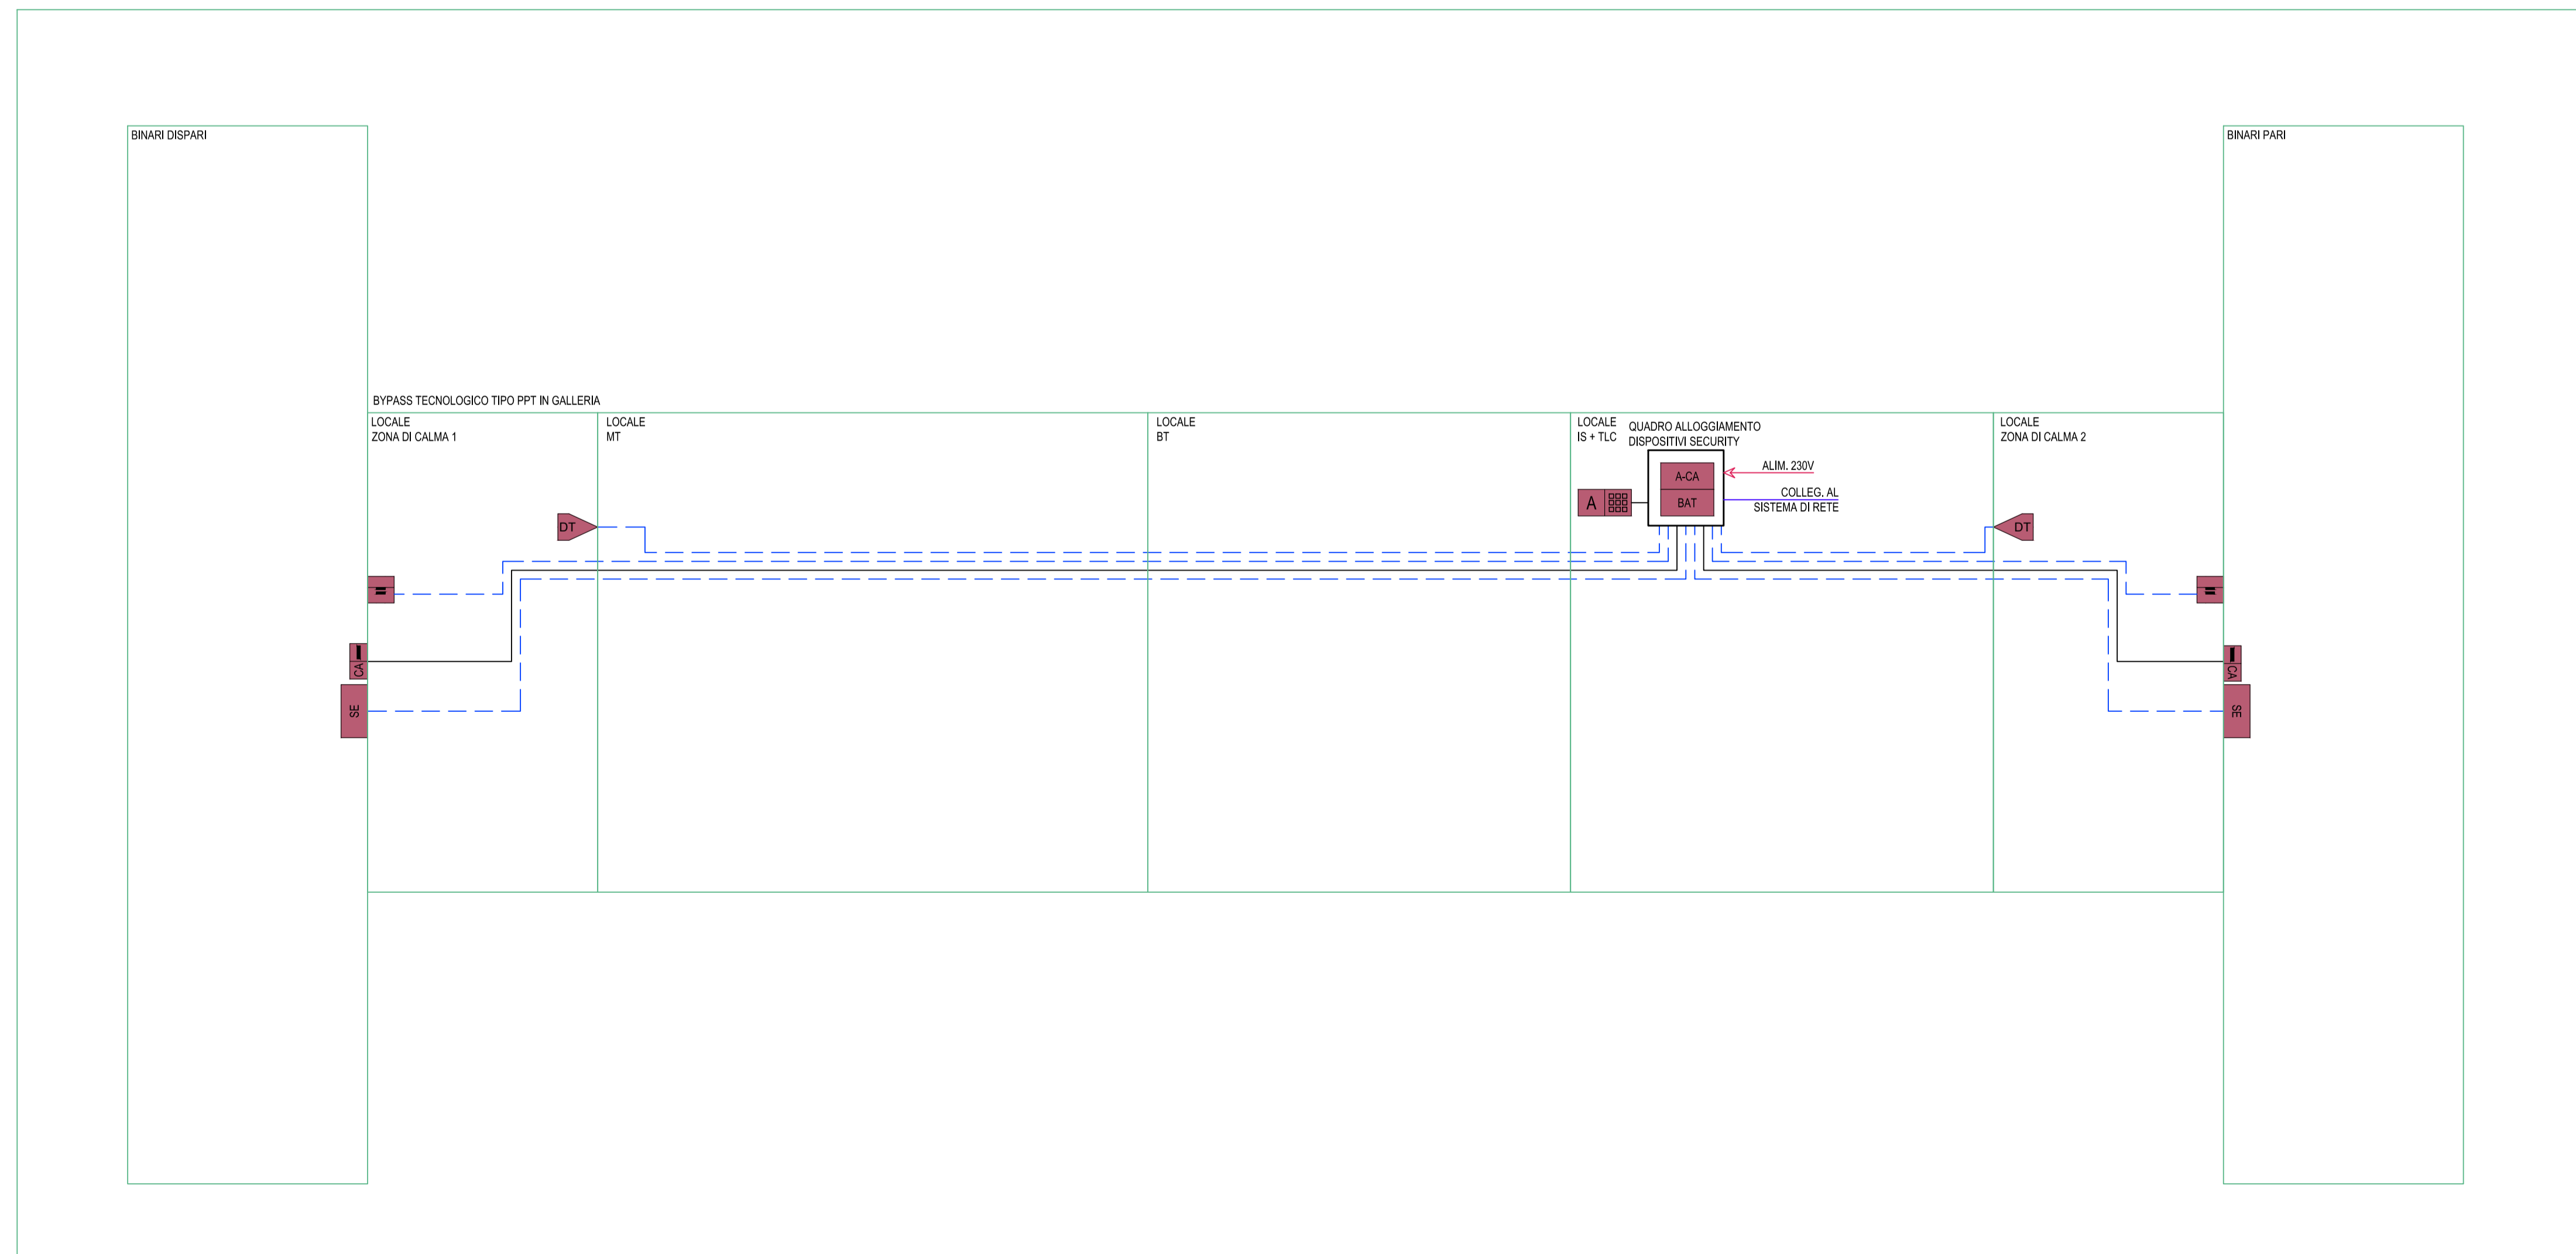 BINARI DISPARI
BINARI PARI
BYPASS TECNOLOGICO TIPO PPT IN GALLERIA
LOCALE
ZONA DI CALMA 1
LOCALE
MT
LOCALE
BT
LOCALE
IS + TLC
QUADRO ALLOGGIAMENTO
DISPOSITIVI SECURITY
LOCALE
ZONA DI CALMA 2
A-CA
BAT
A
ALIM. 230V
COLLEG. AL
SISTEMA DI RETE
DT
DT
CA
SE
CA
SE